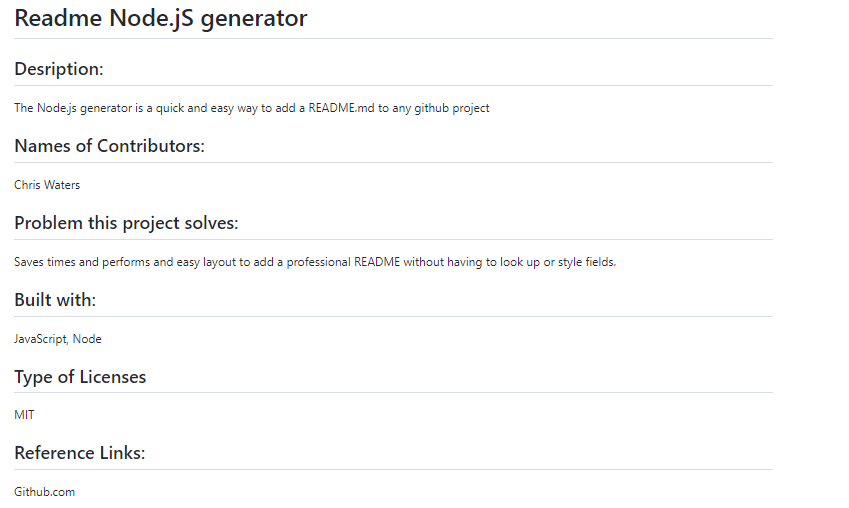 Readme Node.jS generator
Desription:
The Node.js generator is a quick and easy way to add a README.md to any github project
Names of Contributors:
Chris Waters
Problem this project solves:
Saves times and performs and easy layout to add a professional README without having to look up or style fields.
Built with:
JavaScript, Node
Type of Licenses
MIT
Reference Links:
Github.com